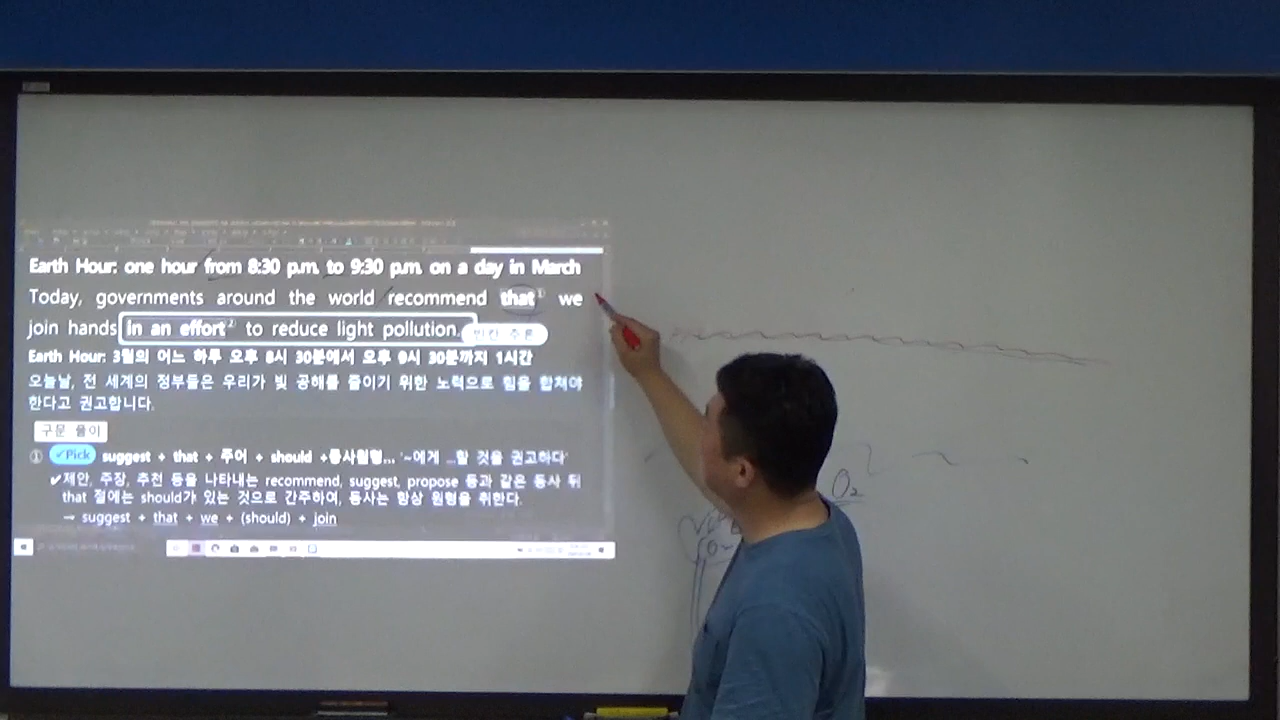 Earth Hour: one hour from 8:30 p.m. to 9:30 p.m. on a day in March
Today, governments around the world recommend that① we
join hands in an effort② to reduce light pollution. 빈칸 추론
Earth Hour: 3월의 어느 하루 오후 8시 30분에서 오후 9시 30분까지 1시간
오늘날, 전 세계의 정부들은 우리가 빛 공해를 줄이기 위한 노력으로 힘을 합쳐야
한다고 권고합니다.
구문 풀이
① ✓Pick suggest + that + 주어 + should +동사원형... '~에게 ...할 것을 권고하다'
✓제안, 주장, 추천 등을 나타내는 recommend, suggest, propose 등과 같은 동사 뒤
that 절에는 should가 있는 것으로 간주하여, 동사는 항상 원형을 취한다.
→ suggest + that + we + (should) + join
O₂